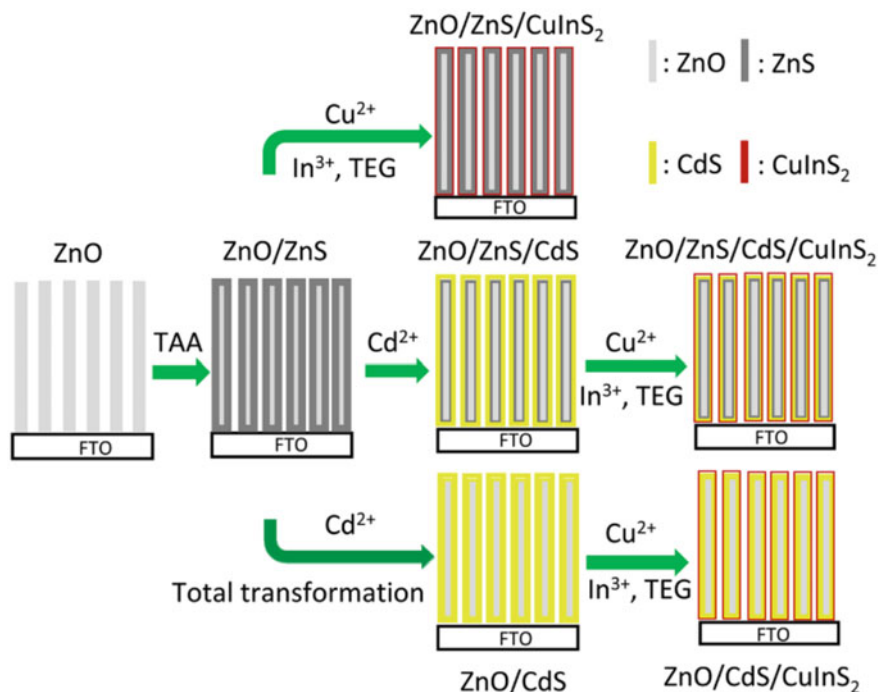 ZnO/ZnS/CuInS₂
: ZnO
: ZnS
Cu²⁺
In³⁺, TEG
: CdS
: CuInS₂
FTO
ZnO
ZnO/ZnS
ZnO/ZnS/CdS
ZnO/ZnS/CdS/CuInS₂
TAA
Cd²⁺
Cu²⁺
In³⁺, TEG
FTO
FTO
FTO
FTO
Cd²⁺
Total transformation
Cu²⁺
In³⁺, TEG
FTO
FTO
ZnO/CdS
ZnO/CdS/CuInS₂